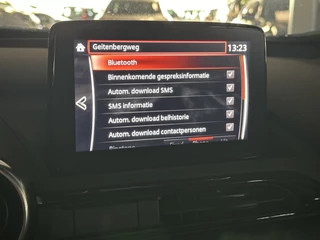 Geitenbergweg 13:23
Bluetooth
Binnenkomende gespreksinformatie
Autom. download SMS
SMS informatie
Autom. download belhistorie
Autom. download contactpersonen